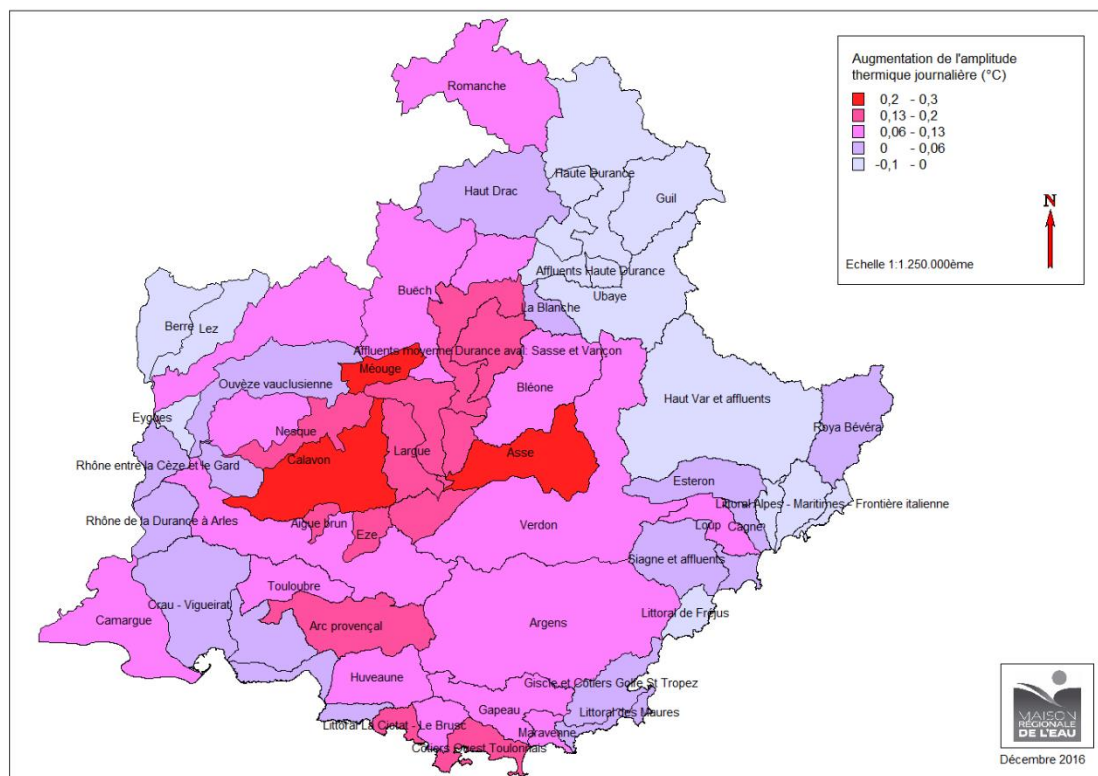 Augmentation de l'amplitude
thermique journalière (°C)
0,2 - 0,3
0,13 - 0,2
0,06 - 0,13
0 - 0,06
-0,1 - 0
N
Echelle 1:1.250.000ème
Romanche
Haute Durance
Haut Drac
Guil
Affluents Haute Durance
Buëch
Ubaye
La Blanche
Berre
Lez
Affluents moyenne Durance aval: Sasse et Vançon
Méouge
Ouvèze vauclusienne
Bléone
Haut Var et affluents
Eygues
Nesque
Roya Bévéra
Calavon
Largue
Asse
Rhône entre la Cèze et le Gard
Esteron
Littoral Alpes - Maritimes - Frontière italienne
Rhône de la Durance à Arles
Aigue brun
Verdon
Loup
Cagne
Eze
Siagne et affluents
Touloubre
Crau - Vigueirat
Littoral de Fréjus
Camargue
Arc provençal
Argens
Huveaune
Giscle et Côtiers Golfe St Tropez
Gapeau
Littoral des Maures
Littoral La Ciotat - Le Brusc
Maravenne
Côtiers Ouest Toulonnais
MAISON
RÉGIONALE
DE L'EAU
Décembre 2016